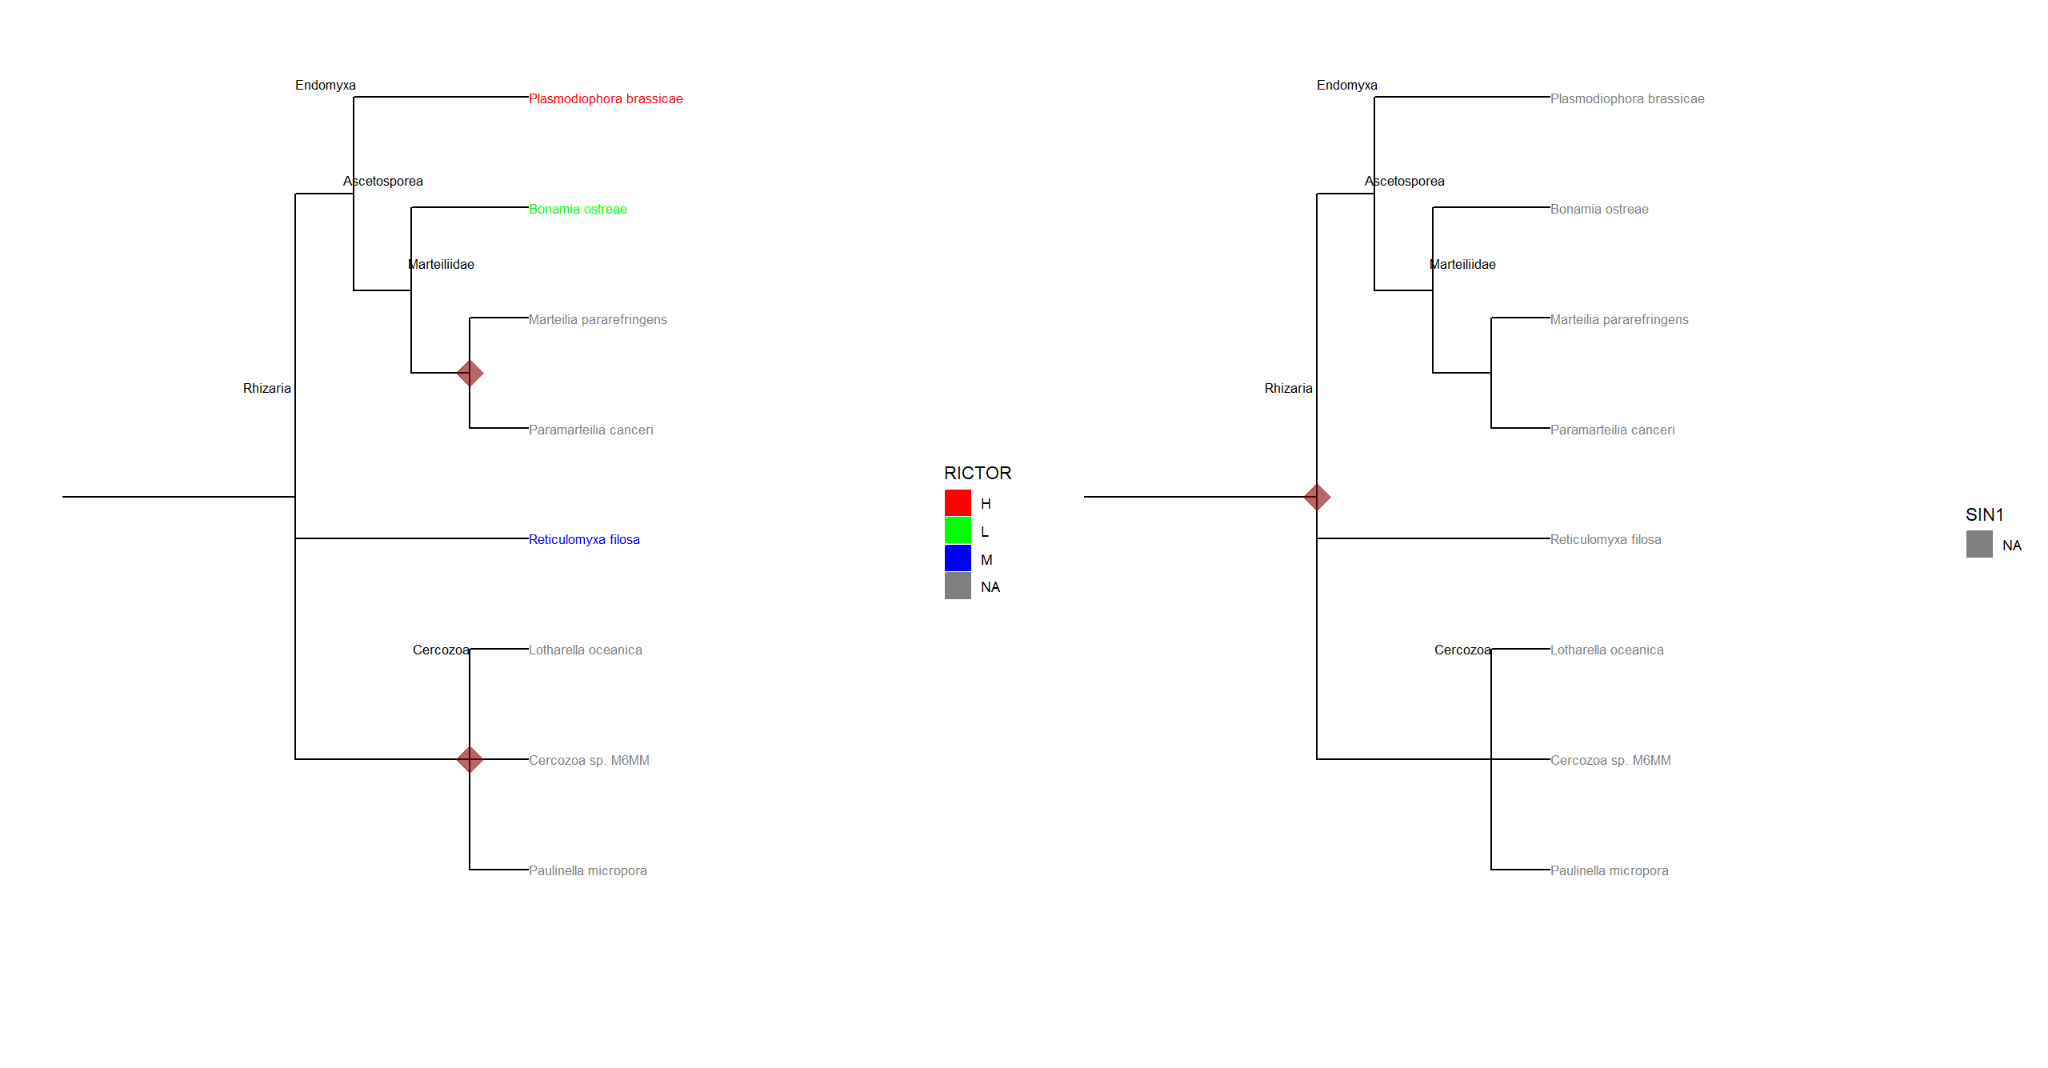 Endomyxa
Plasmodiophora brassicae
Ascetosporea
Bonamia ostreae
Marteiliidae
Marteilia pararefringens
Rhizaria
Paramarteilia canceri
Reticulomyxa filosa
Cercozoa
Lotharella oceanica
Cercozoa sp. M6MM
Paulinella micropora
RICTOR
H
L
M
NA
Endomyxa
Plasmodiophora brassicae
Ascetosporea
Bonamia ostreae
Marteiliidae
Marteilia pararefringens
Rhizaria
Paramarteilia canceri
Reticulomyxa filosa
Cercozoa
Lotharella oceanica
Cercozoa sp. M6MM
Paulinella micropora
SIN1
NA